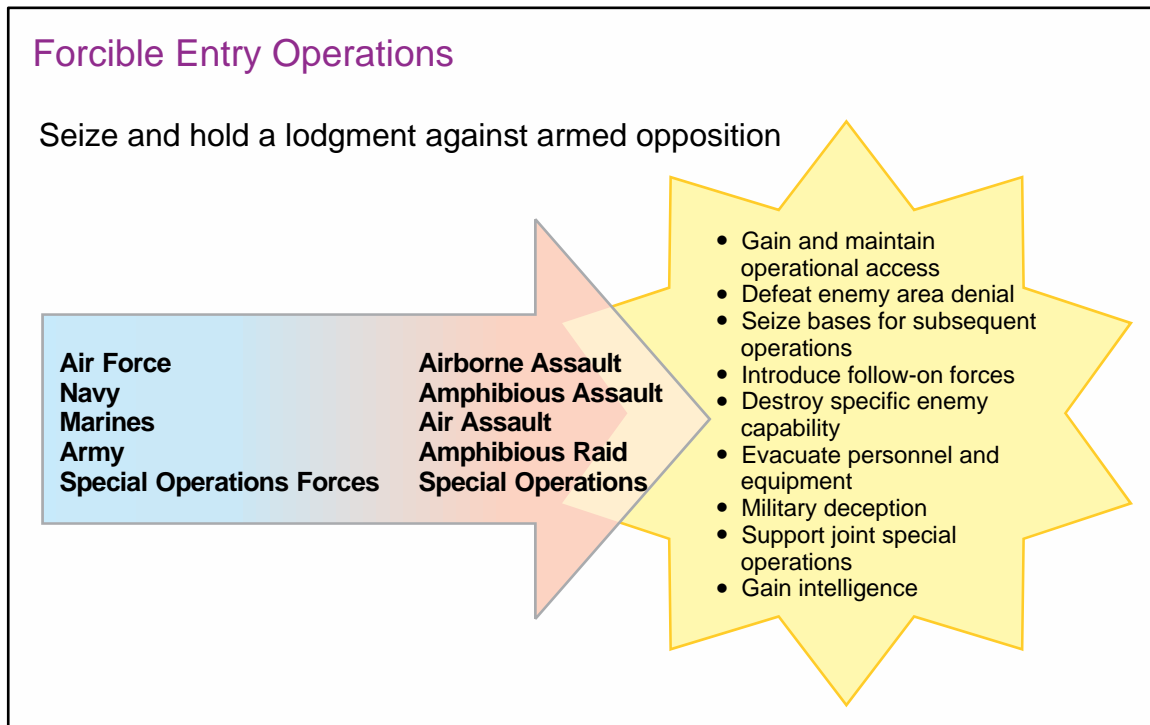 Forcible Entry Operations
Seize and hold a lodgment against armed opposition
Air Force
Navy
Marines
Army
Special Operations Forces
Airborne Assault
Amphibious Assault
Air Assault
Amphibious Raid
Special Operations
• Gain and maintain
operational access
• Defeat enemy area denial
• Seize bases for subsequent
operations
• Introduce follow-on forces
• Destroy specific enemy
capability
• Evacuate personnel and
equipment
• Military deception
• Support joint special
operations
• Gain intelligence